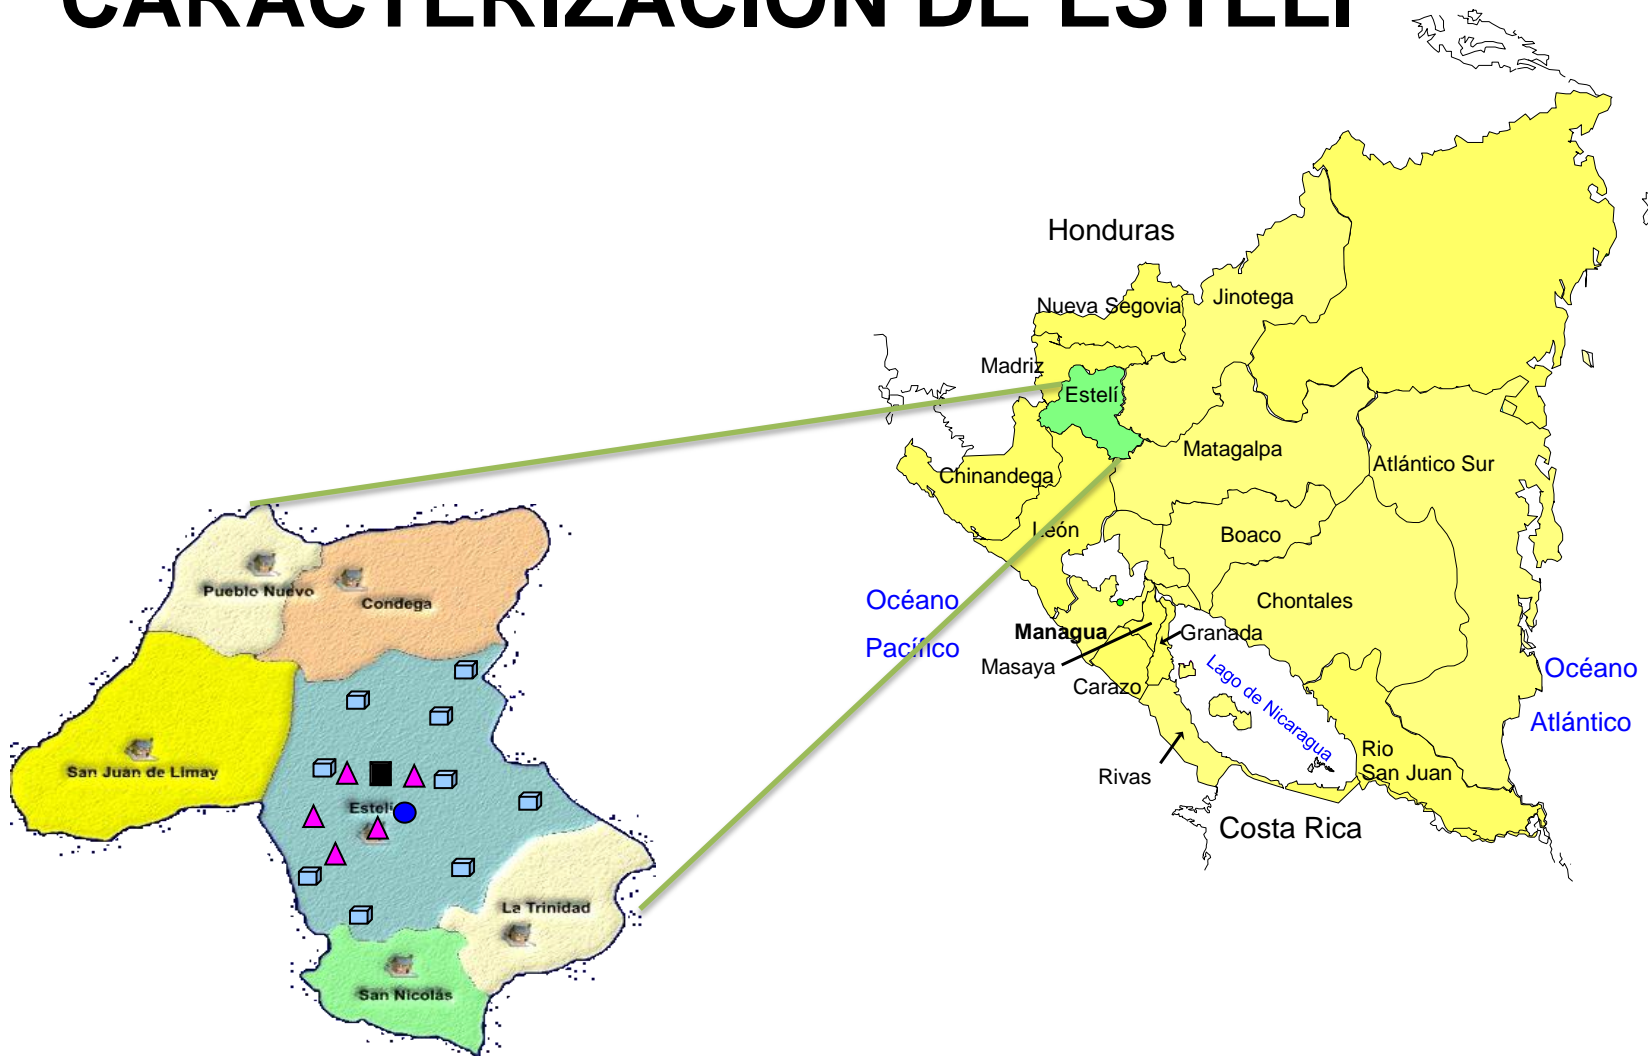 CARACTERIZACIÓN DE ESTELÍ
Honduras
Nueva Segovia
Jinotega
Madriz
Estelí
Matagalpa
Atlántico Sur
Chinandega
León
Boaco
Océano
Pacífico
Chontales
Managua
Granada
Masaya
Carazo
Lago de Nicaragua
Océano
Atlántico
Rivas
Rio
San Juan
Costa Rica
Pueblo Nuevo
Condega
San Juan de Limay
Estelí
La Trinidad
San Nicolás